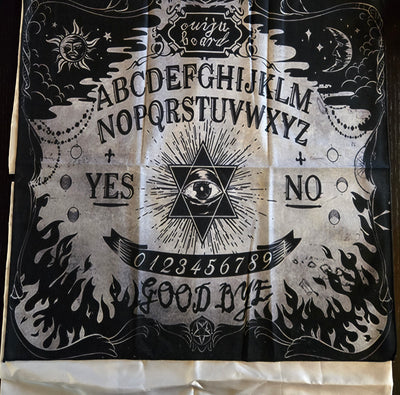 ouija
board
ABCDEFGHIJKLM
NOPQRSTUVWXYZ
YES NO
0123456789
GOOD BYE